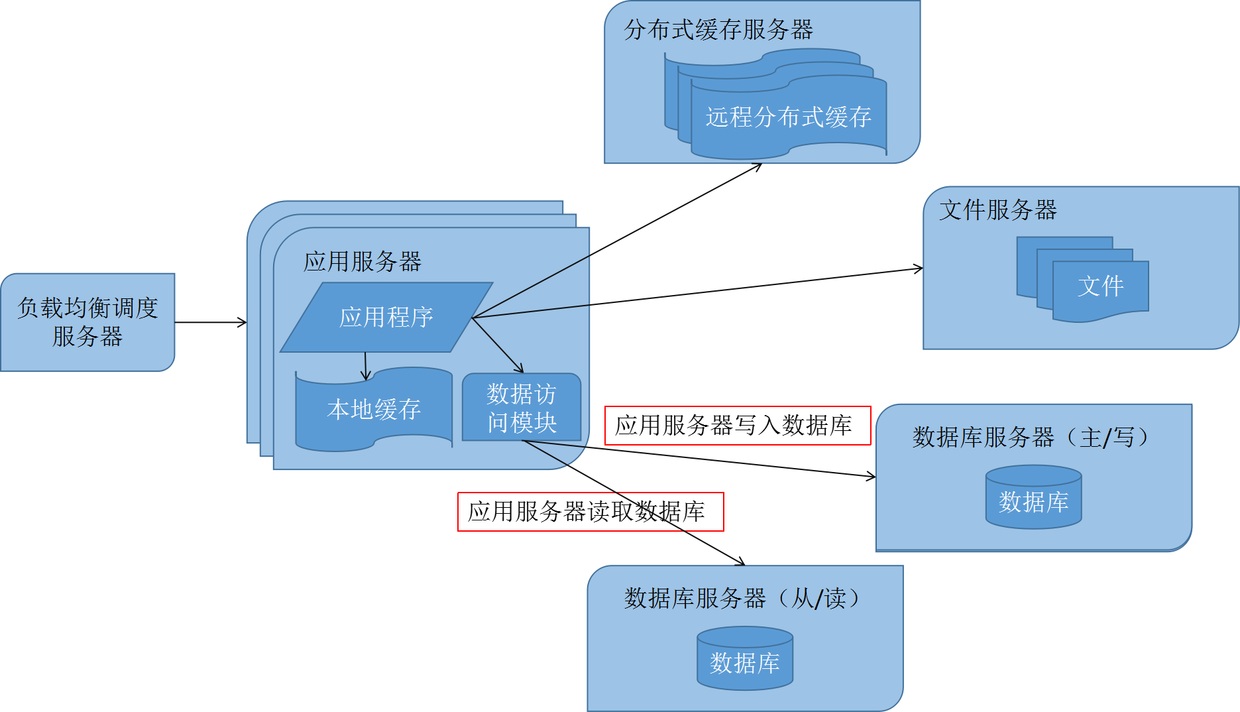 分布式缓存服务器
远程分布式缓存
文件服务器
文件
应用服务器
应用程序
负载均衡调度
服务器
本地缓存
数据访
问模块
应用服务器写入数据库
数据库服务器（主/写）
数据库
应用服务器读取数据库
数据库服务器（从/读）
数据库